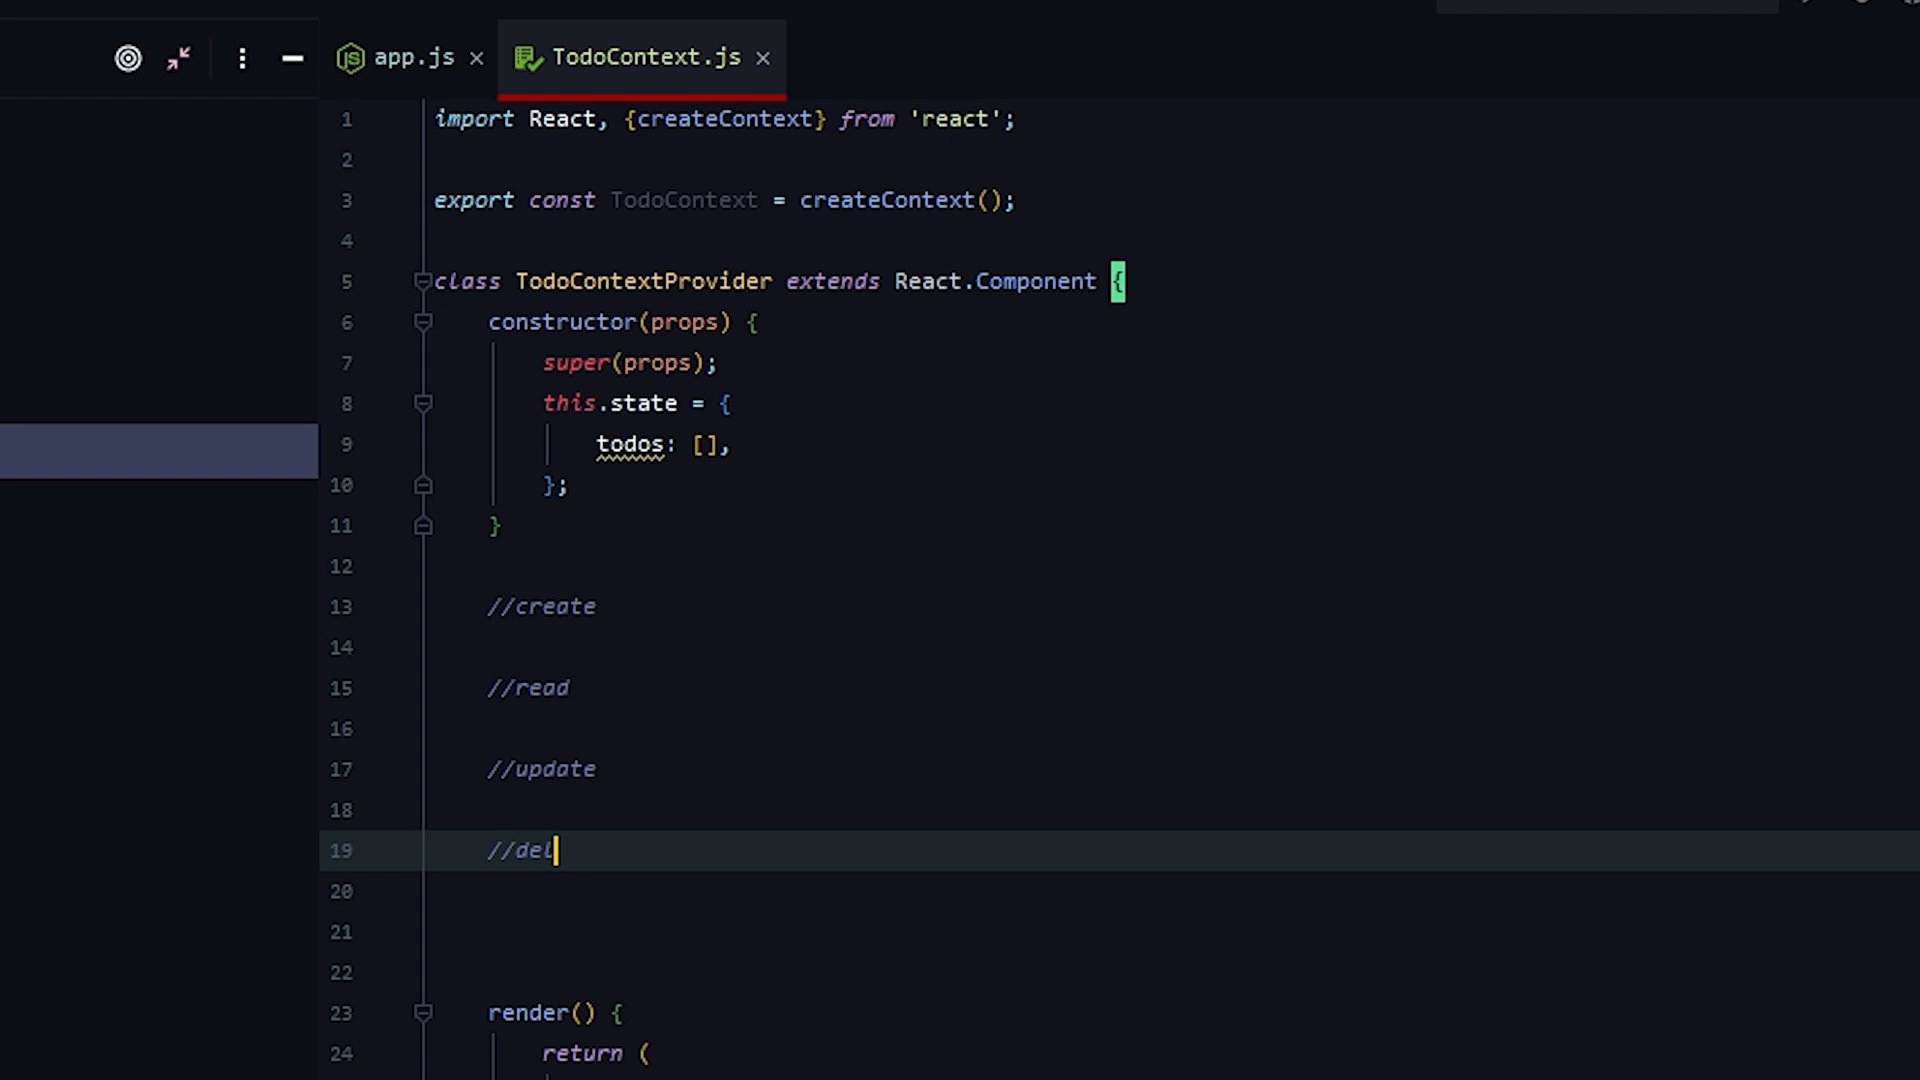 app.js × TodoContext.js ×
1 import React, {createContext} from 'react';
2
3 export const TodoContext = createContext();
4
5 class TodoContextProvider extends React.Component {
6 constructor(props) {
7 super(props);
8 this.state = {
9 todos: [],
10 };
11 }
12
13 //create
14
15 //read
16
17 //update
18
19 //del
20
21
22
23 render() {
24 return (